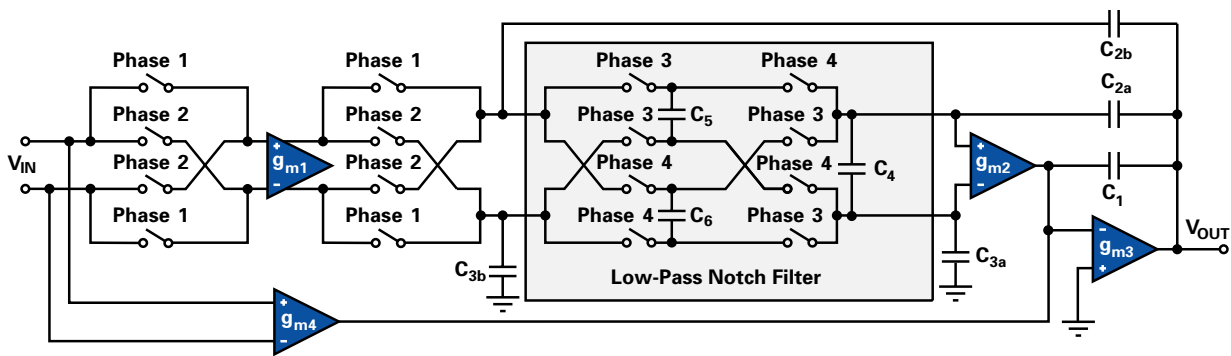 C2b
Phase 1
Phase 1
Phase 3
Phase 4
C2a
Phase 2
Phase 2
Phase 3
C5
Phase 3
VIN
+
gm1
-
Phase 2
Phase 2
Phase 4
Phase 4
C4
+
gm2
-
C1
Phase 1
Phase 1
Phase 4
C6
Phase 3
-
gm3
+
VOUT
C3b
Low-Pass Notch Filter
C3a
+
gm4
-